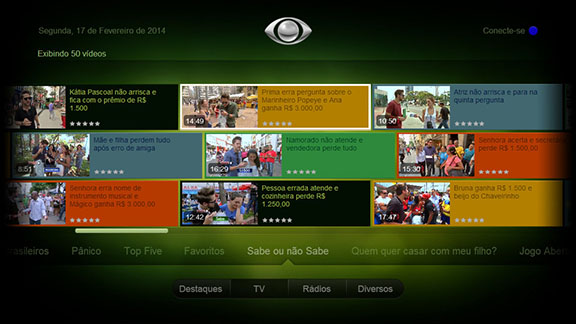 Segunda, 17 de Fevereiro de 2014
Conecte-se
Exibindo 50 vídeos
Kátia Pascoal não arrisca e
fica com o prêmio de R$
1.500
14:49
Prima erra pergunta sobre o
Marinheiro Popeye e Ana
ganha R$ 3.000,00
10:50
Atriz não arrisca e para na
quinta pergunta
8:51
Mãe e filha perdem tudo
após erro de amiga
16:29
Namorado não atende e
vendedora perde tudo
15:30
Senhora acerta e
perde R$ 1.500
Senhora erra nome de
instrumento musical e
Mágico ganha R$ 3.000,00
12:42
Pessoa errada atende e
cozinheira perde R$
1.250,00
17:47
Bruna ganha R$ 1.500 e
beijo do Chaveirinho
asileiros Pânico Top Five Favoritos Sabe ou não Sabe Quem quer casar com meu filho? Jogo Aber
Destaques TV Rádios Diversos